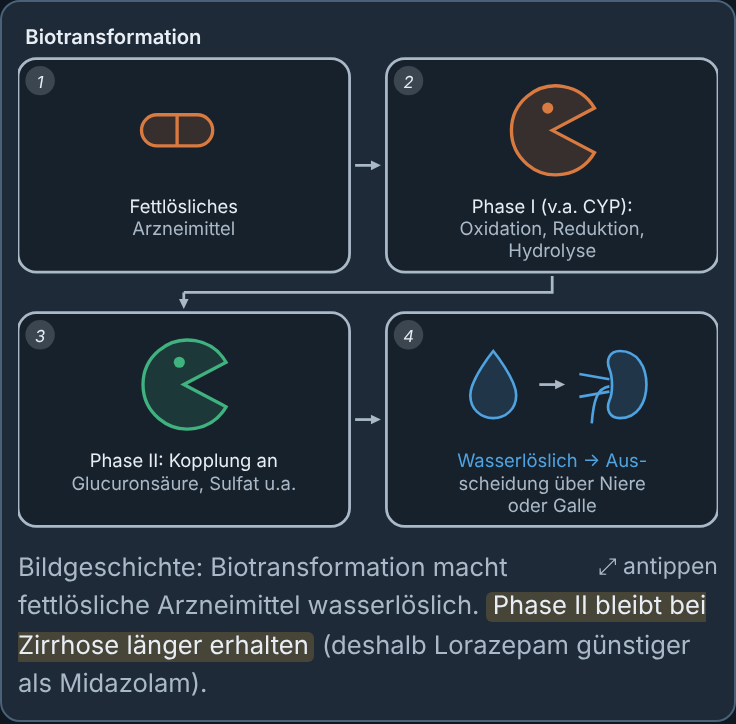 Biotransformation
1
Fettlösliches
Arzneimittel
2
Phase I (v.a. CYP):
Oxidation, Reduktion,
Hydrolyse
3
Phase II: Kopplung an
Glucuronsäure, Sulfat u.a.
4
Wasserlöslich → Aus-
scheidung über Niere
oder Galle
Bildgeschichte: Biotransformation macht
⤢ antippen
fettlösliche Arzneimittel wasserlöslich. Phase II bleibt bei
Zirrhose länger erhalten (deshalb Lorazepam günstiger
als Midazolam).